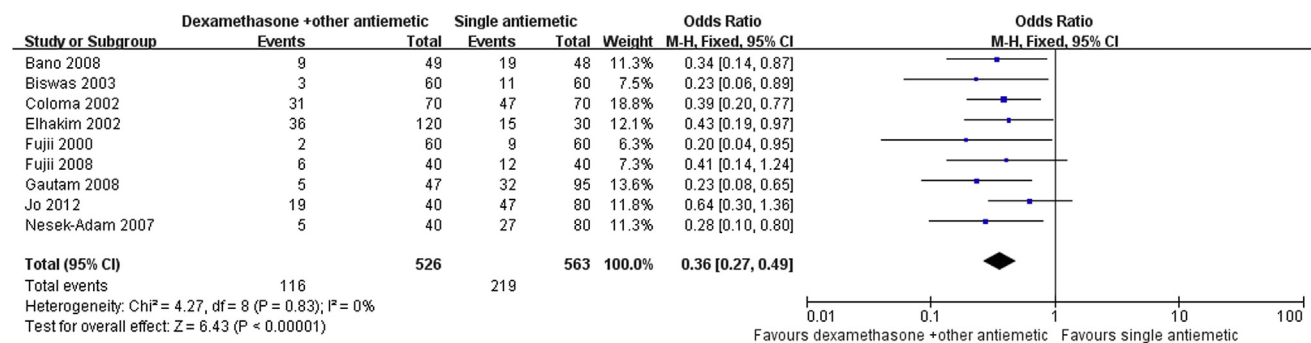 Dexamethasone +other antiemetic Single antiemetic Odds Ratio Odds Ratio
Study or Subgroup Events Total Events Total Weight M-H, Fixed, 95% CI M-H, Fixed, 95% CI
Bano 2008 9 49 19 48 11.3% 0.34 [0.14, 0.87]
Biswas 2003 3 60 11 60 7.5% 0.23 [0.06, 0.89]
Coloma 2002 31 70 47 70 18.8% 0.39 [0.20, 0.77]
Elhakim 2002 36 120 15 30 12.1% 0.43 [0.19, 0.97]
Fujii 2000 2 60 9 60 6.3% 0.20 [0.04, 0.95]
Fujii 2008 6 40 12 40 7.3% 0.41 [0.14, 1.24]
Gautam 2008 5 47 32 95 13.6% 0.23 [0.08, 0.65]
Jo 2012 19 40 47 80 11.8% 0.64 [0.30, 1.36]
Nesek-Adam 2007 5 40 27 80 11.3% 0.28 [0.10, 0.80]
Total (95% CI) 526 563 100.0% 0.36 [0.27, 0.49]
Total events 116 219
Heterogeneity: Chi² = 4.27, df = 8 (P = 0.83); I² = 0%
Test for overall effect: Z = 6.43 (P < 0.00001)
0.01 0.1 1 10 100
Favours dexamethasone +other antiemetic Favours single antiemetic